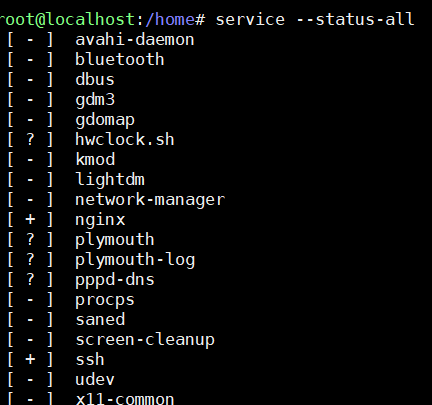 root@localhost:/home# service --status-all
[ - ] avahi-daemon
[ - ] bluetooth
[ - ] dbus
[ - ] gdm3
[ - ] gdomap
[ ? ] hwclock.sh
[ - ] kmod
[ - ] lightdm
[ - ] network-manager
[ + ] nginx
[ ? ] plymouth
[ ? ] plymouth-log
[ ? ] pppd-dns
[ - ] procps
[ - ] saned
[ - ] screen-cleanup
[ + ] ssh
[ - ] udev
[ - ] x11-common